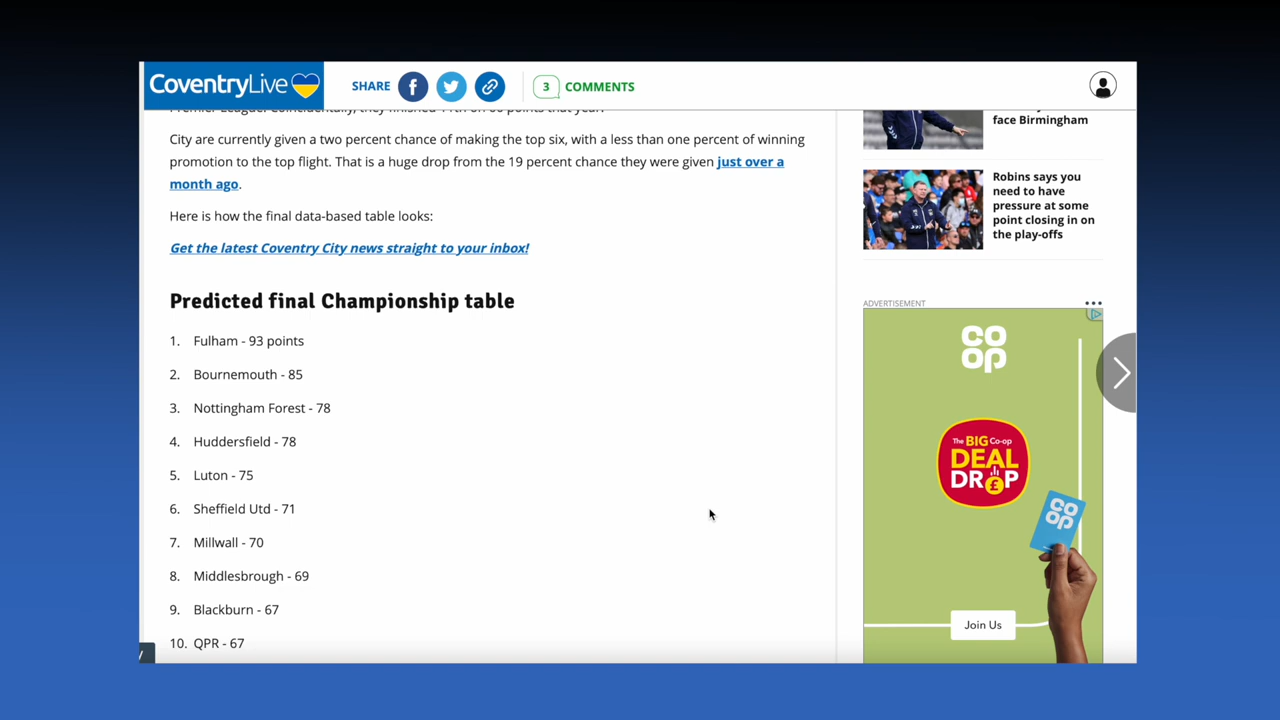 CoventryLive
SHARE
3 COMMENTS
City are currently given a two percent chance of making the top six, with a less than one percent of winning
promotion to the top flight. That is a huge drop from the 19 percent chance they were given just over a
month ago.
Here is how the final data-based table looks:
Get the latest Coventry City news straight to your inbox!
Predicted final Championship table
1. Fulham - 93 points
2. Bournemouth - 85
3. Nottingham Forest - 78
4. Huddersfield - 78
5. Luton - 75
6. Sheffield Utd - 71
7. Millwall - 70
8. Middlesbrough - 69
9. Blackburn - 67
10. QPR - 67
face Birmingham
Robins says you
need to have
pressure at some
point closing in on
the play-offs
ADVERTISEMENT
CO
OP
The BIG Co-op
DEAL
DROP
£
CO
OP
Join Us